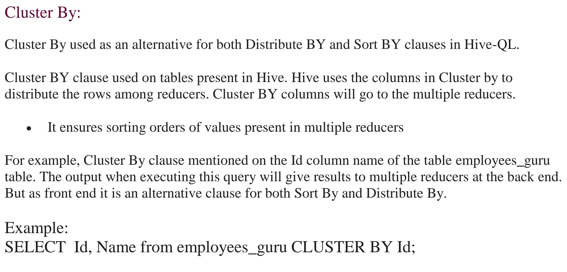 Cluster By:
Cluster By used as an alternative for both Distribute BY and Sort BY clauses in Hive-QL.
Cluster BY clause used on tables present in Hive. Hive uses the columns in Cluster by to
distribute the rows among reducers. Cluster BY columns will go to the multiple reducers.
• It ensures sorting orders of values present in multiple reducers
For example, Cluster By clause mentioned on the Id column name of the table employees_guru
table. The output when executing this query will give results to multiple reducers at the back end.
But as front end it is an alternative clause for both Sort By and Distribute By.
Example:
SELECT Id, Name from employees_guru CLUSTER BY Id;